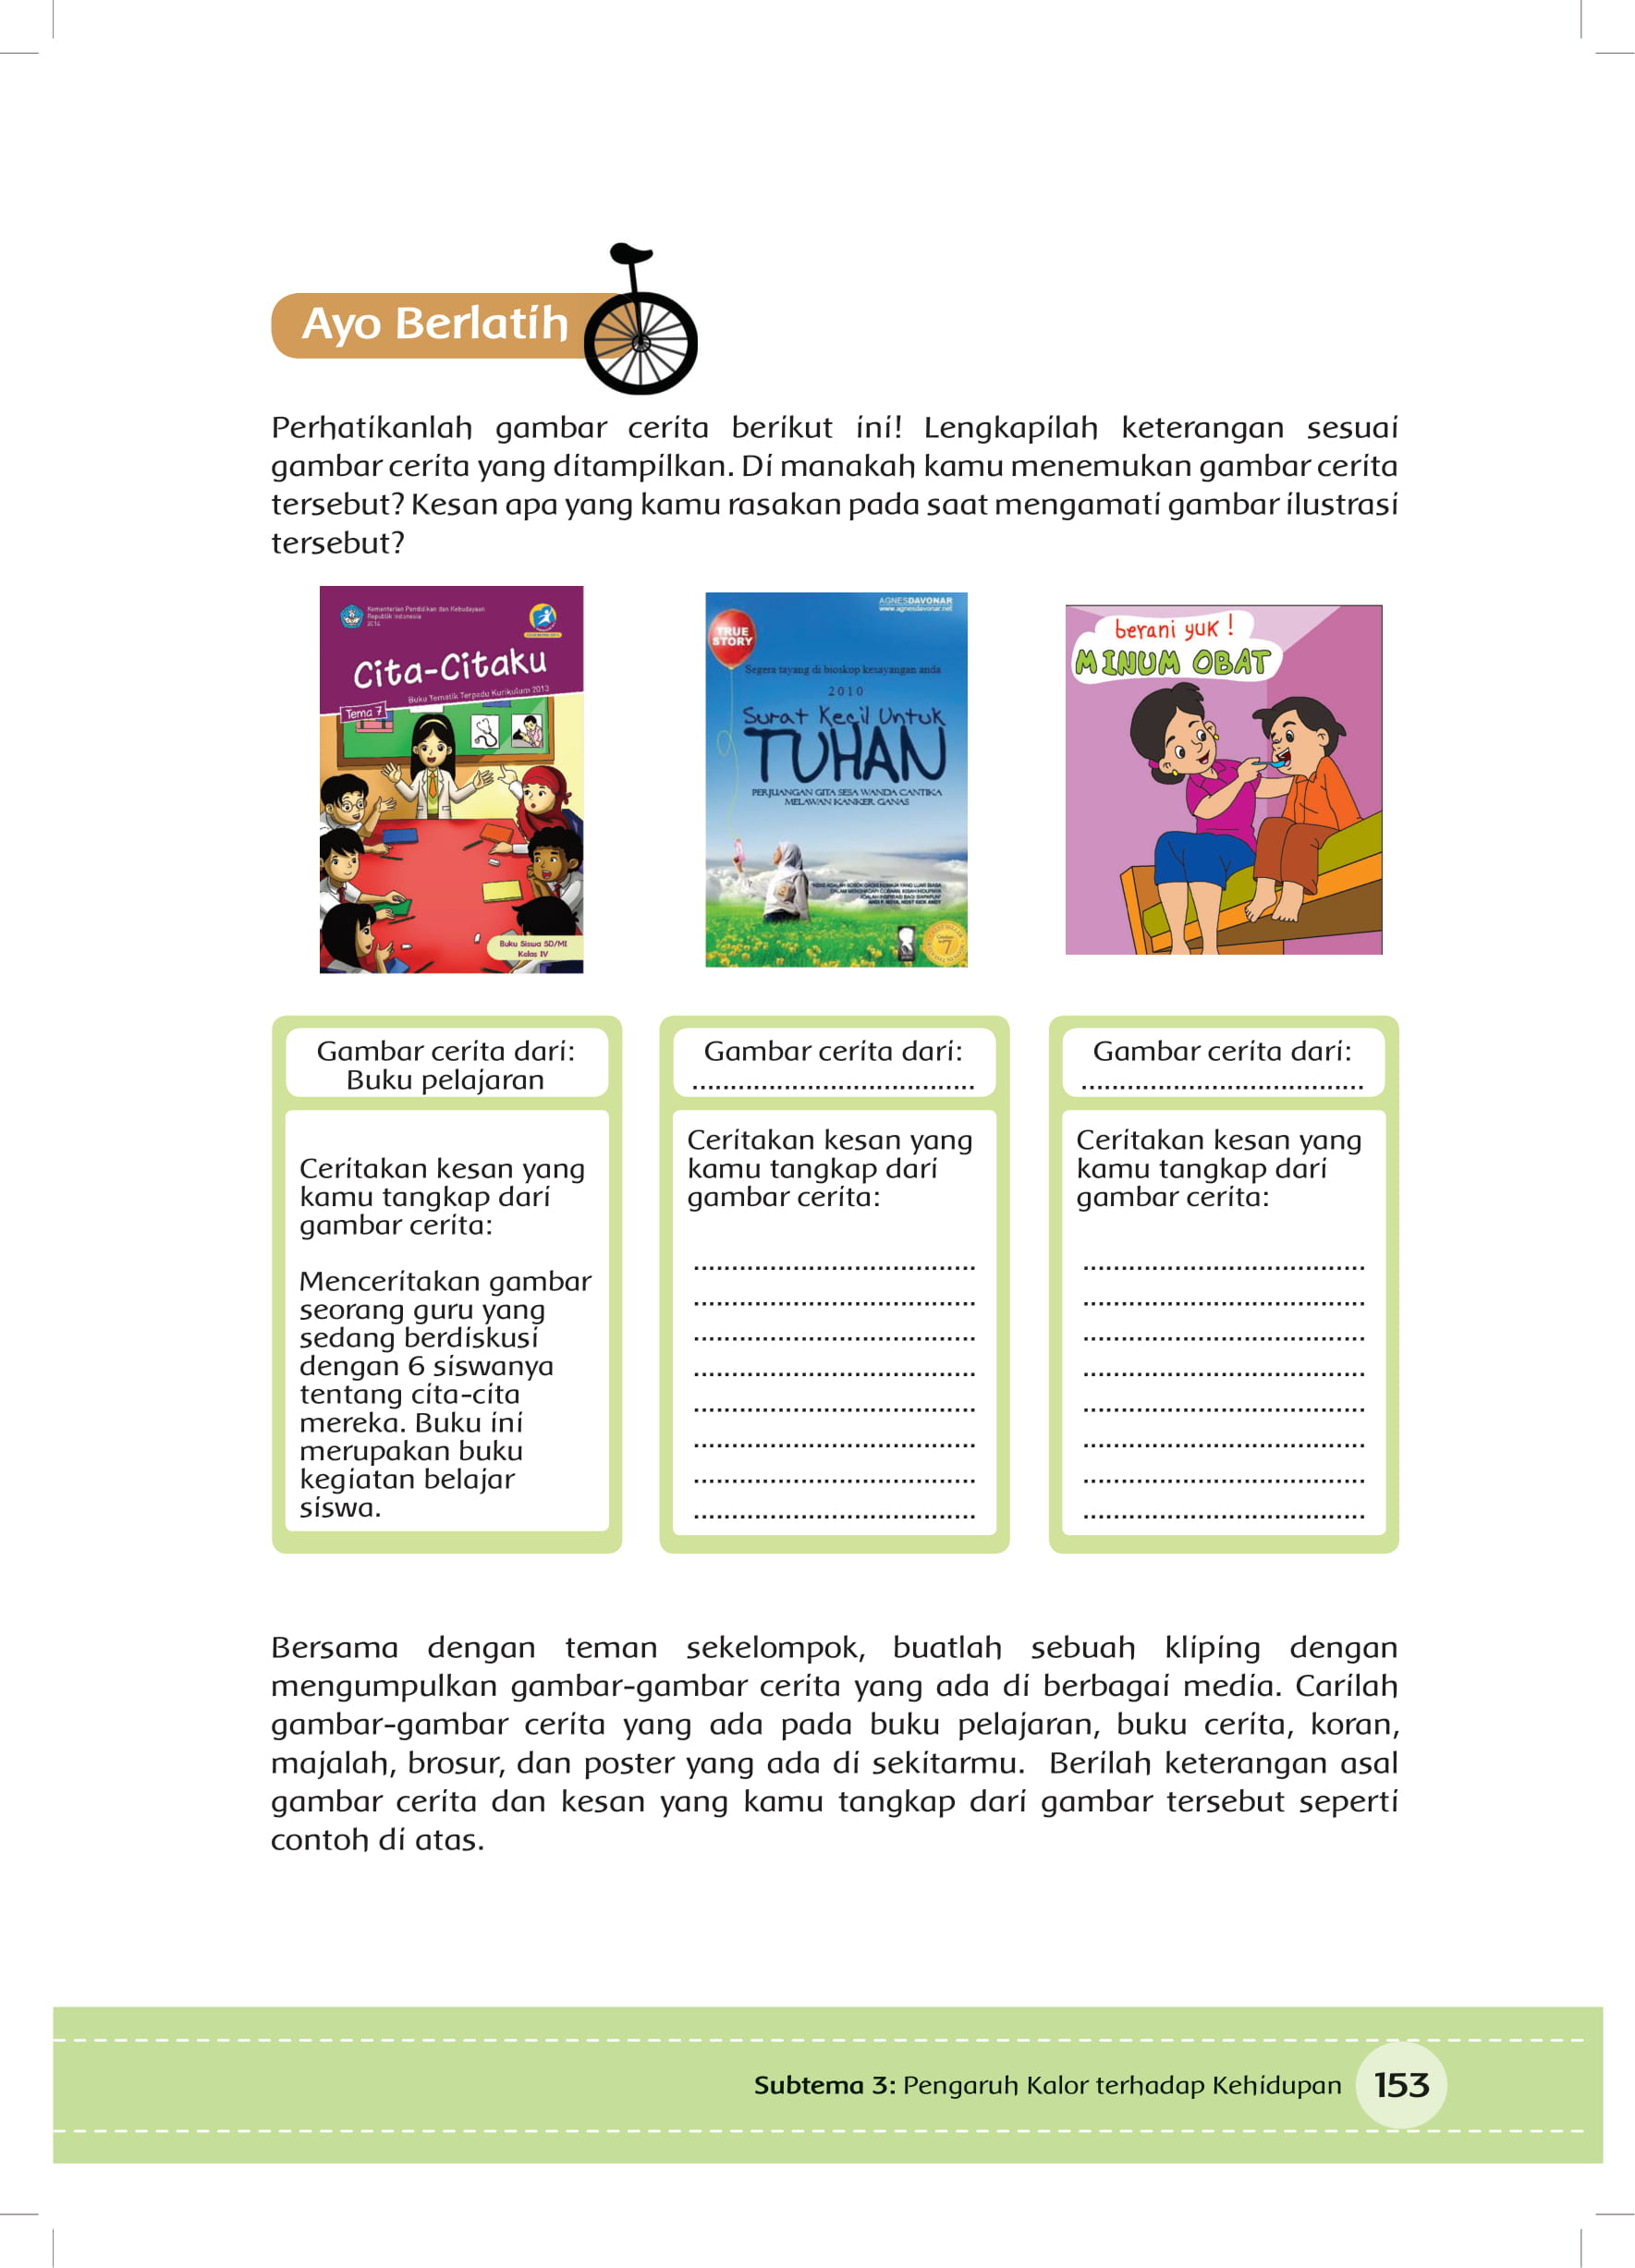 Ayo Berlatih
Perhatikanlah gambar cerita berikut ini! Lengkapilah keterangan sesuai
gambar cerita yang ditampilkan. Di manakah kamu menemukan gambar cerita
tersebut? Kesan apa yang kamu rasakan pada saat mengamati gambar ilustrasi
tersebut?
Kementerian Pendidikan dan Kebudayaan
Republik Indonesia
2014
Cita-Citaku
Buku Tematik Terpadu Kurikulum 2013
Tema 7
Buku Siswa SD/MI
Kelas IV
AGNESDAVONAR
www.agnesdavonar.net
TRUE
STORY
Segera tayang di bioskop kesayangan anda
2010
Surat Kecil Untuk
TUHAN
PERJUANGAN GITA SESA WANDA CANTIKA
MELAWAN KANKER GANAS
berani yuk !
MINUM OBAT
Gambar cerita dari:
Buku pelajaran
Ceritakan kesan yang
kamu tangkap dari
gambar cerita:
Menceritakan gambar
seorang guru yang
sedang berdiskusi
dengan 6 siswanya
tentang cita-cita
mereka. Buku ini
merupakan buku
kegiatan belajar
siswa.
Gambar cerita dari:
....................................
Ceritakan kesan yang
kamu tangkap dari
gambar cerita:
....................................
....................................
....................................
....................................
....................................
....................................
....................................
....................................
Gambar cerita dari:
....................................
Ceritakan kesan yang
kamu tangkap dari
gambar cerita:
....................................
....................................
....................................
....................................
....................................
....................................
....................................
....................................
Bersama dengan teman sekelompok, buatlah sebuah kliping dengan
mengumpulkan gambar-gambar cerita yang ada di berbagai media. Carilah
gambar-gambar cerita yang ada pada buku pelajaran, buku cerita, koran,
majalah, brosur, dan poster yang ada di sekitarmu. Berilah keterangan asal
gambar cerita dan kesan yang kamu tangkap dari gambar tersebut seperti
contoh di atas.
Subtema 3: Pengaruh Kalor terhadap Kehidupan
153